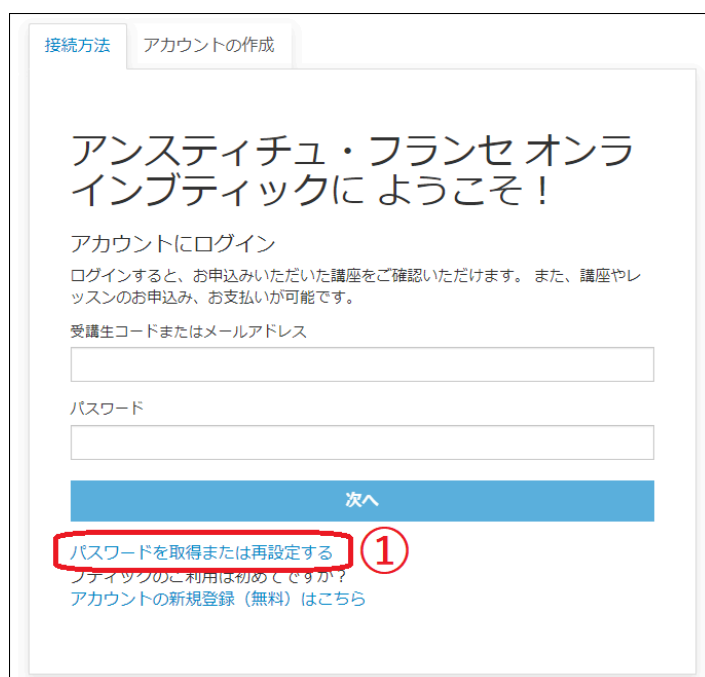 接続方法 アカウントの作成
アンスティチュ・フランセ オンラ
インブティックに ようこそ！
アカウントにログイン
ログインすると、お申込みいただいた講座をご確認いただけます。 また、講座やレ
ッスンのお申込み、お支払いが可能です。
受講生コードまたはメールアドレス
パスワード
次へ
パスワードを取得または再設定する ①
ブティックのご利用は初めてですか？
アカウントの新規登録（無料）はこちら